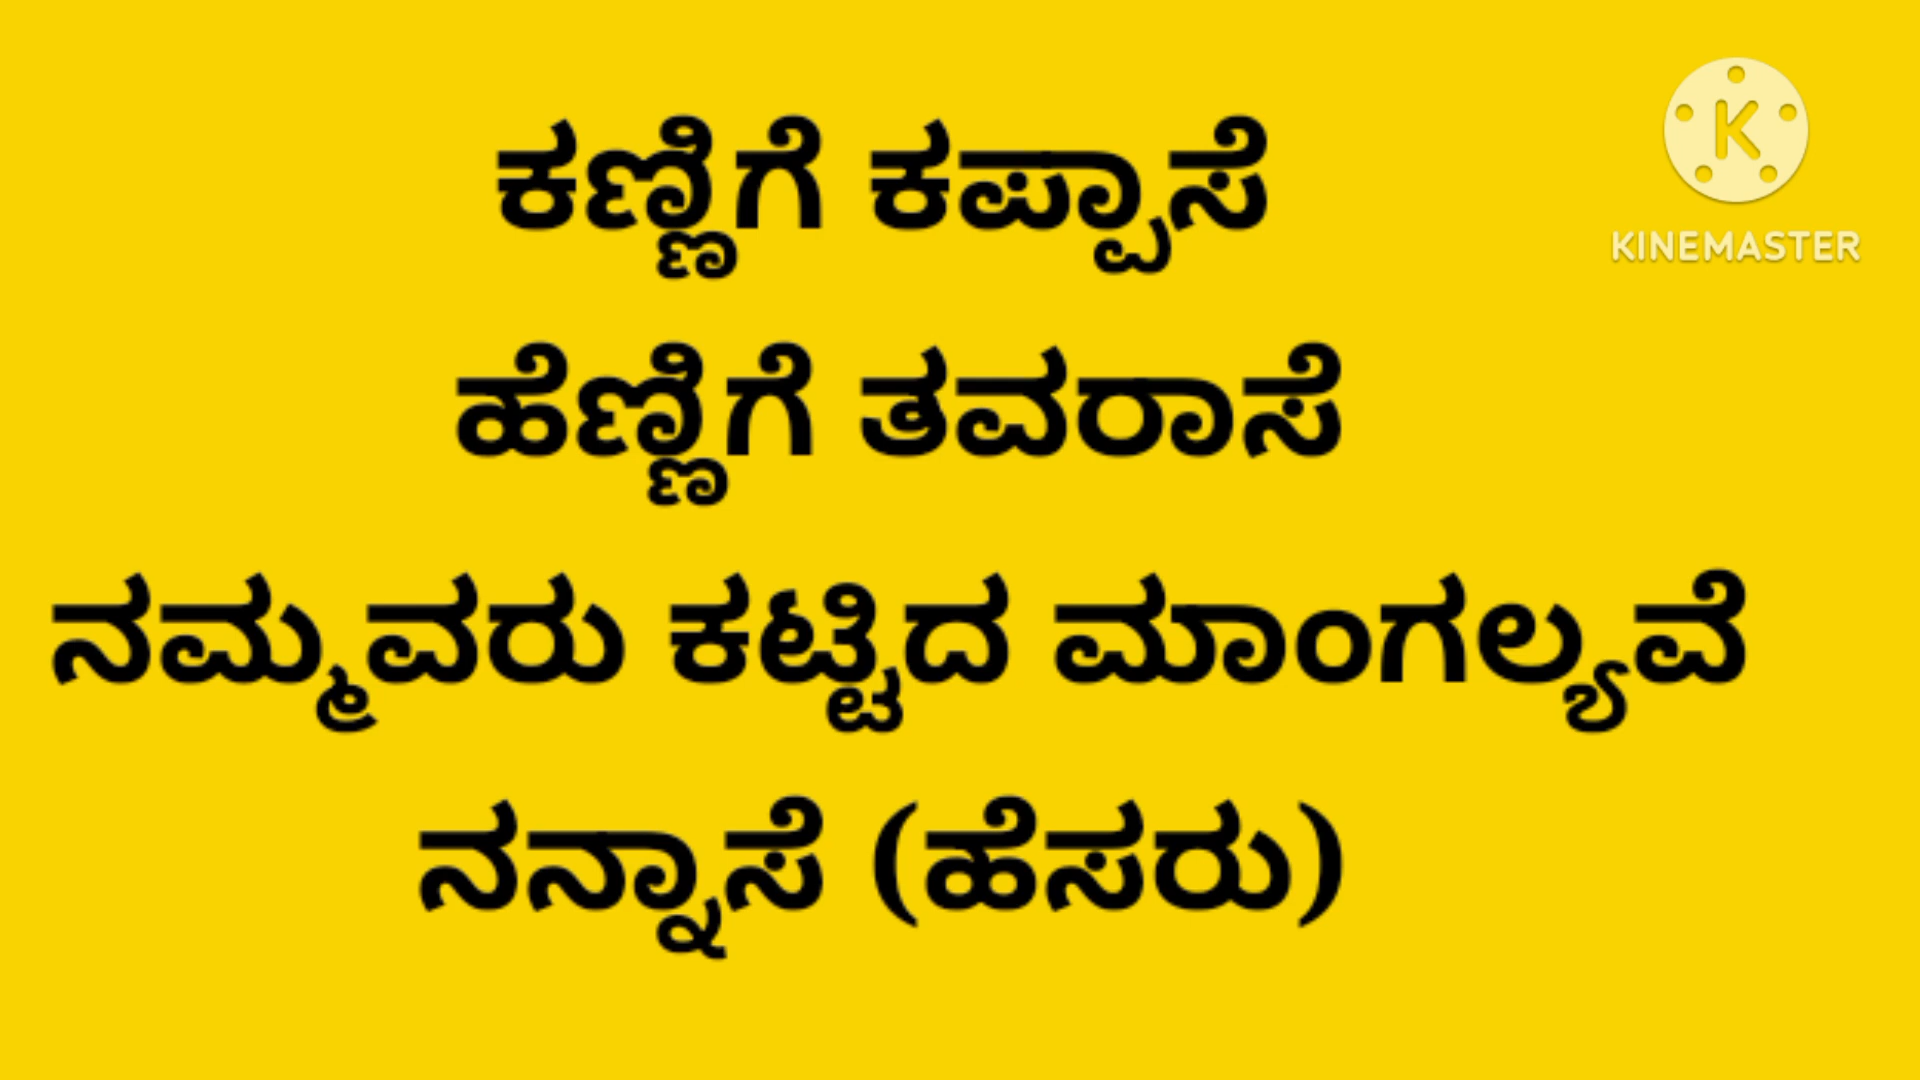 ಕಣ್ಣಿಗೆ ಕಪ್ಪಾಸೆ
K
KINEMASTER
ಹೆಣ್ಣಿಗೆ ತವರಾಸೆ
ನಮ್ಮವರು ಕಟ್ಟಿದ ಮಾಂಗಲ್ಯವೆ
ನನ್ನಾಸೆ (ಹೆಸರು)